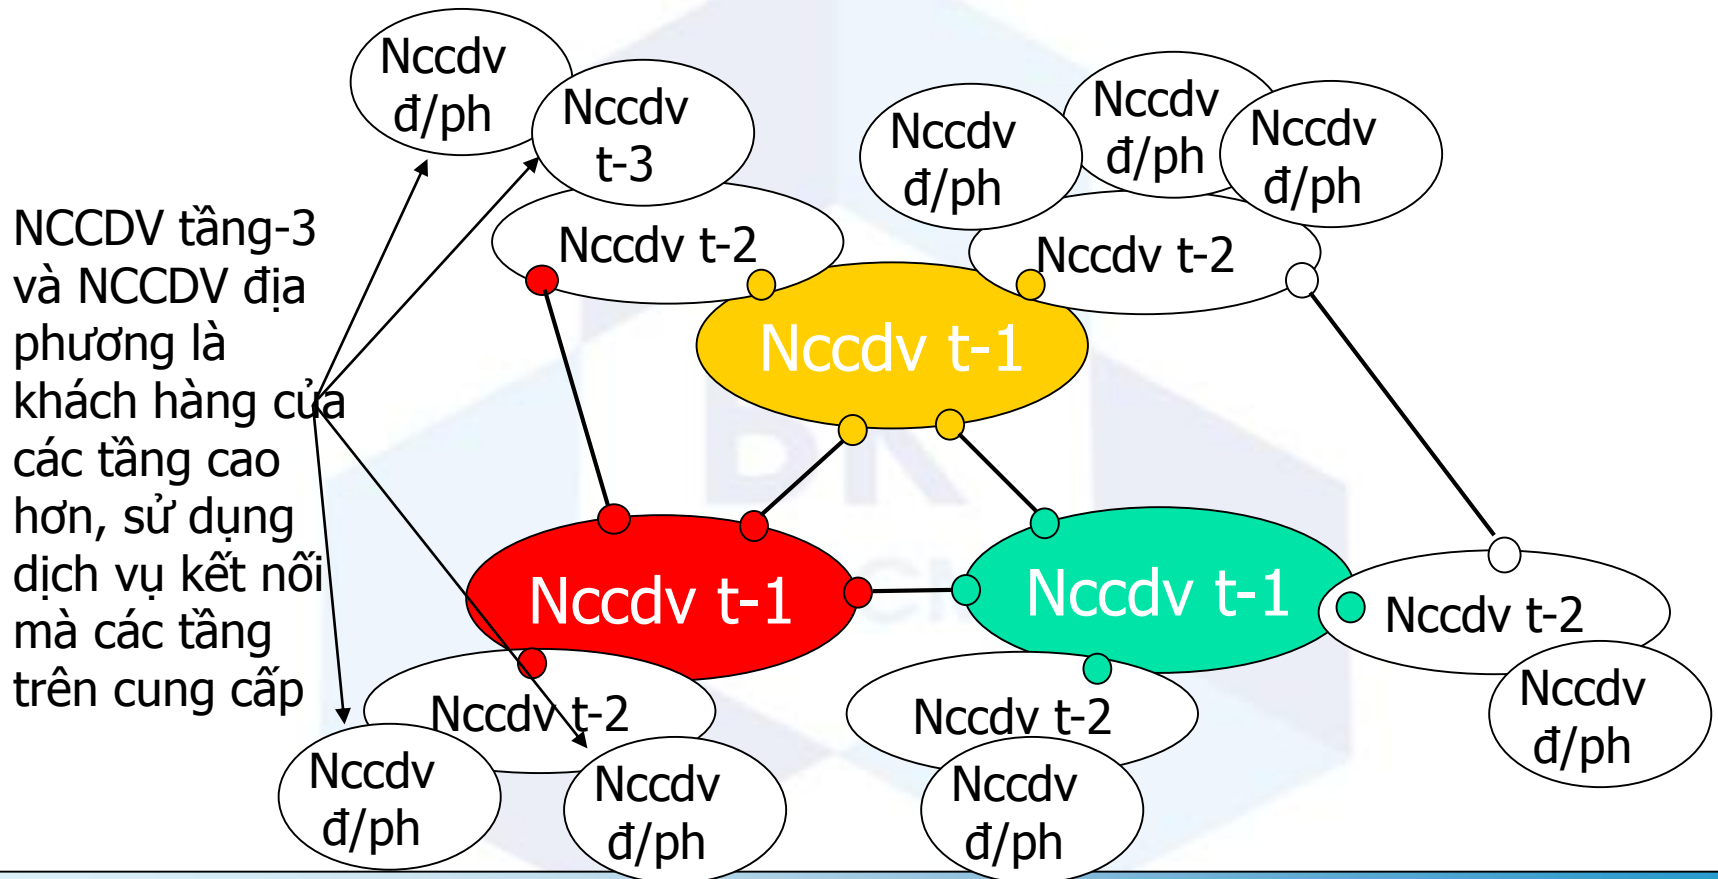 Nccdv
đ/ph
Nccdv
t-3
Nccdv
đ/ph
Nccdv
đ/ph
Nccdv
đ/ph
NCCDV tầng-3
và NCCDV địa
phương là
khách hàng của
các tầng cao
hơn, sử dụng
dịch vụ kết nối
mà các tầng
trên cung cấp
Nccdv t-2
Nccdv t-2
Nccdv t-1
Nccdv t-1
Nccdv t-1
Nccdv t-2
Nccdv t-2
Nccdv t-2
Nccdv
đ/ph
Nccdv
đ/ph
Nccdv
đ/ph
Nccdv
đ/ph